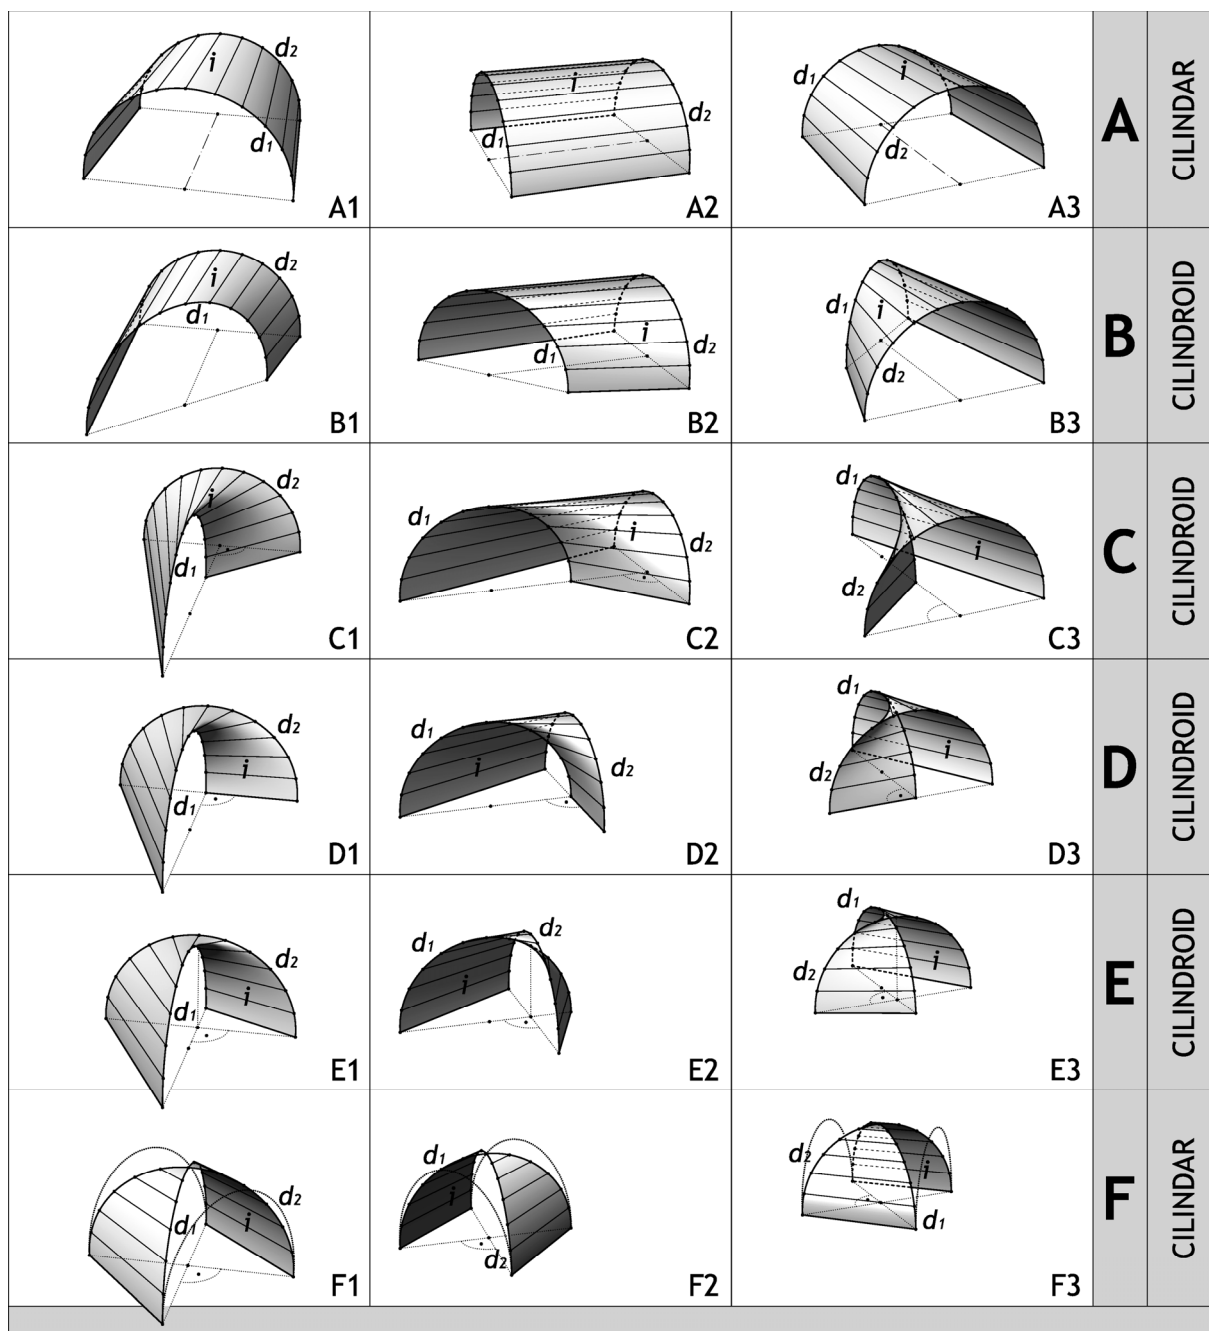 i d2 d1 A1
i d1 d2 A2
d1 i d2 A3
A CILINDAR
d2 i d1 B1
d1 i d2 B2
d1 i d2 B3
B CILINDROID
d2 i d1 C1
d1 i d2 C2
d1 i d2 C3
C CILINDROID
d2 i d1 D1
d1 i d2 D2
d1 i d2 D3
D CILINDROID
d2 i d1 E1
d1 d2 i E2
d1 i d2 E3
E CILINDROID
d2 d1 i F1
d1 i d2 F2
d2 i d1 F3
F CILINDAR